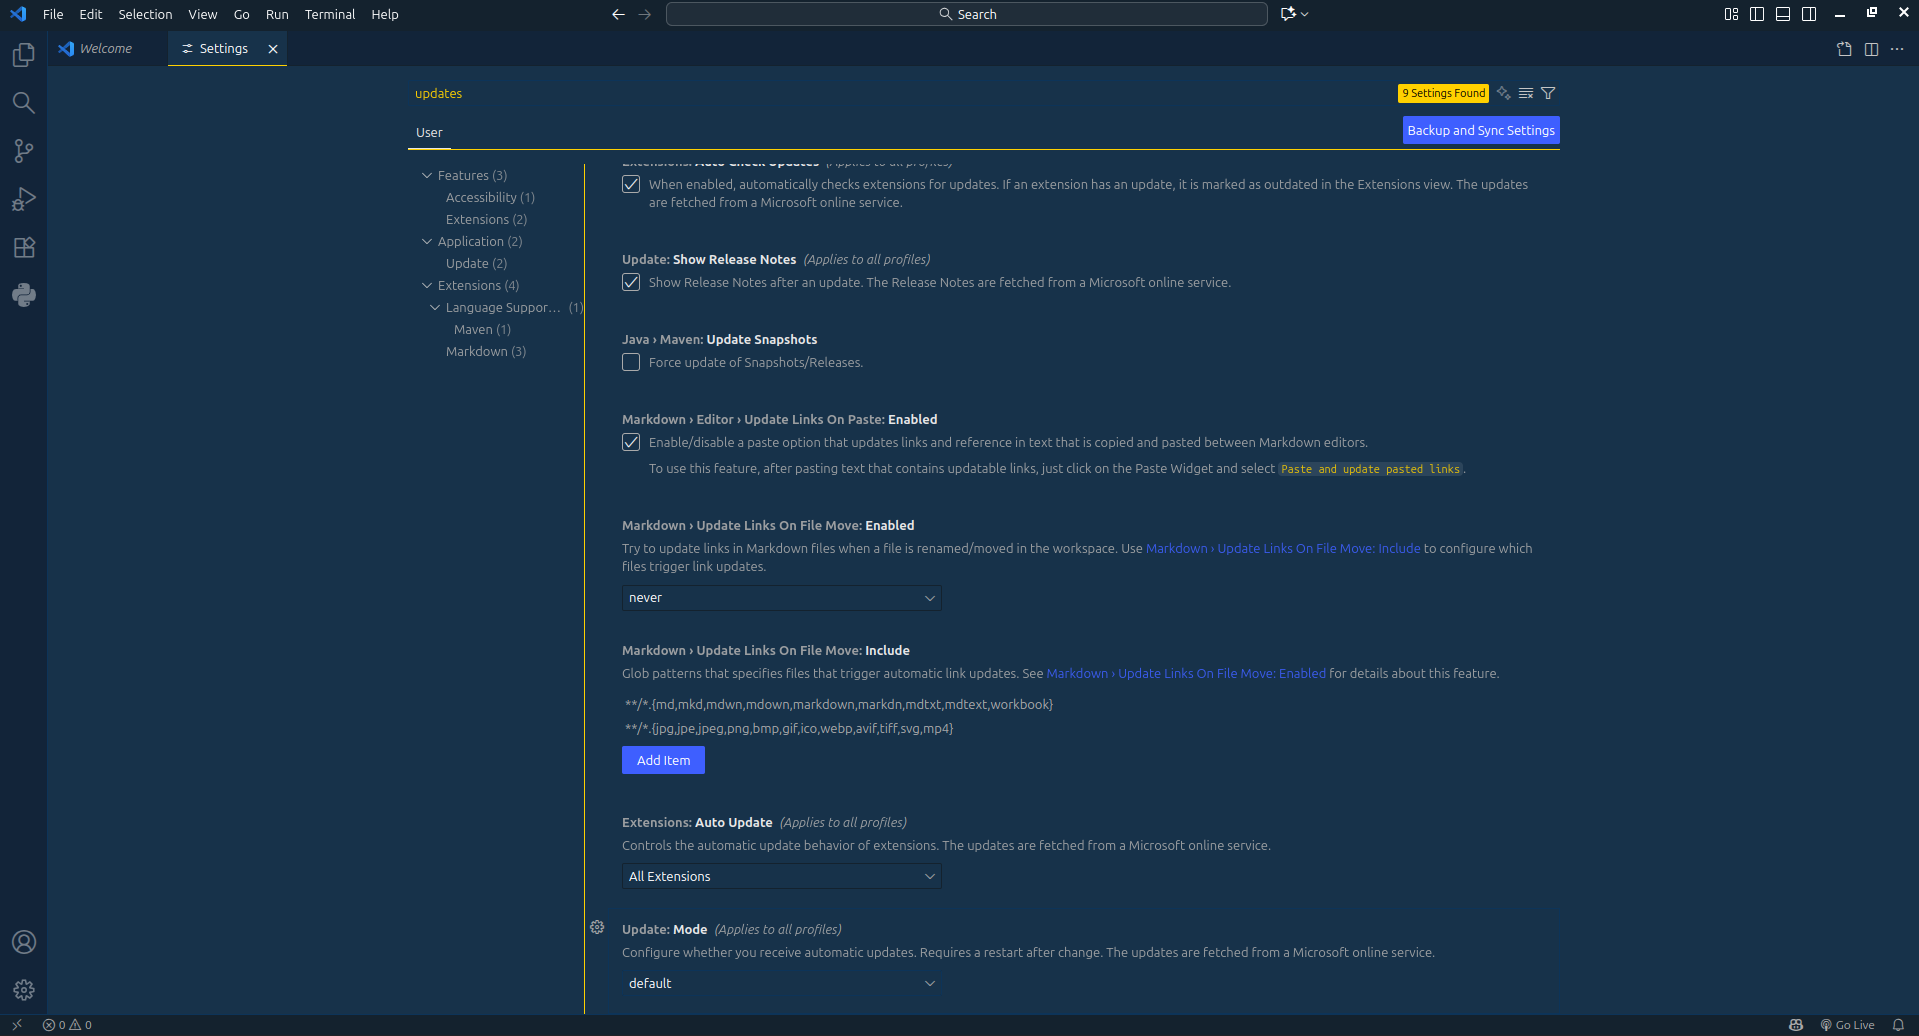 File Edit Selection View Go Run Terminal Help
Search
Welcome
Settings
updates
9 Settings Found
User
Backup and Sync Settings
Features (3)
Accessibility (1)
Extensions (2)
Application (2)
Update (2)
Extensions (4)
Language Suppor... (1)
Maven (1)
Markdown (3)
Extensions: Auto Check Updates (Applies to all profiles)
When enabled, automatically checks extensions for updates. If an extension has an update, it is marked as outdated in the Extensions view. The updates
are fetched from a Microsoft online service.
Update: Show Release Notes (Applies to all profiles)
Show Release Notes after an update. The Release Notes are fetched from a Microsoft online service.
Java › Maven: Update Snapshots
Force update of Snapshots/Releases.
Markdown › Editor › Update Links On Paste: Enabled
Enable/disable a paste option that updates links and reference in text that is copied and pasted between Markdown editors.
To use this feature, after pasting text that contains updatable links, just click on the Paste Widget and select Paste and update pasted links.
Markdown › Update Links On File Move: Enabled
Try to update links in Markdown files when a file is renamed/moved in the workspace. Use Markdown › Update Links On File Move: Include to configure which
files trigger link updates.
never
Markdown › Update Links On File Move: Include
Glob patterns that specifies files that trigger automatic link updates. See Markdown › Update Links On File Move: Enabled for details about this feature.
**/*.{md,mkd,mdwn,mdown,markdown,markdn,mdtxt,mdtext,workbook}
**/*.{jpg,jpe,jpeg,png,bmp,gif,ico,webp,avif,tiff,svg,mp4}
Add Item
Extensions: Auto Update (Applies to all profiles)
Controls the automatic update behavior of extensions. The updates are fetched from a Microsoft online service.
All Extensions
Update: Mode (Applies to all profiles)
Configure whether you receive automatic updates. Requires a restart after change. The updates are fetched from a Microsoft online service.
default
0 0
Go Live